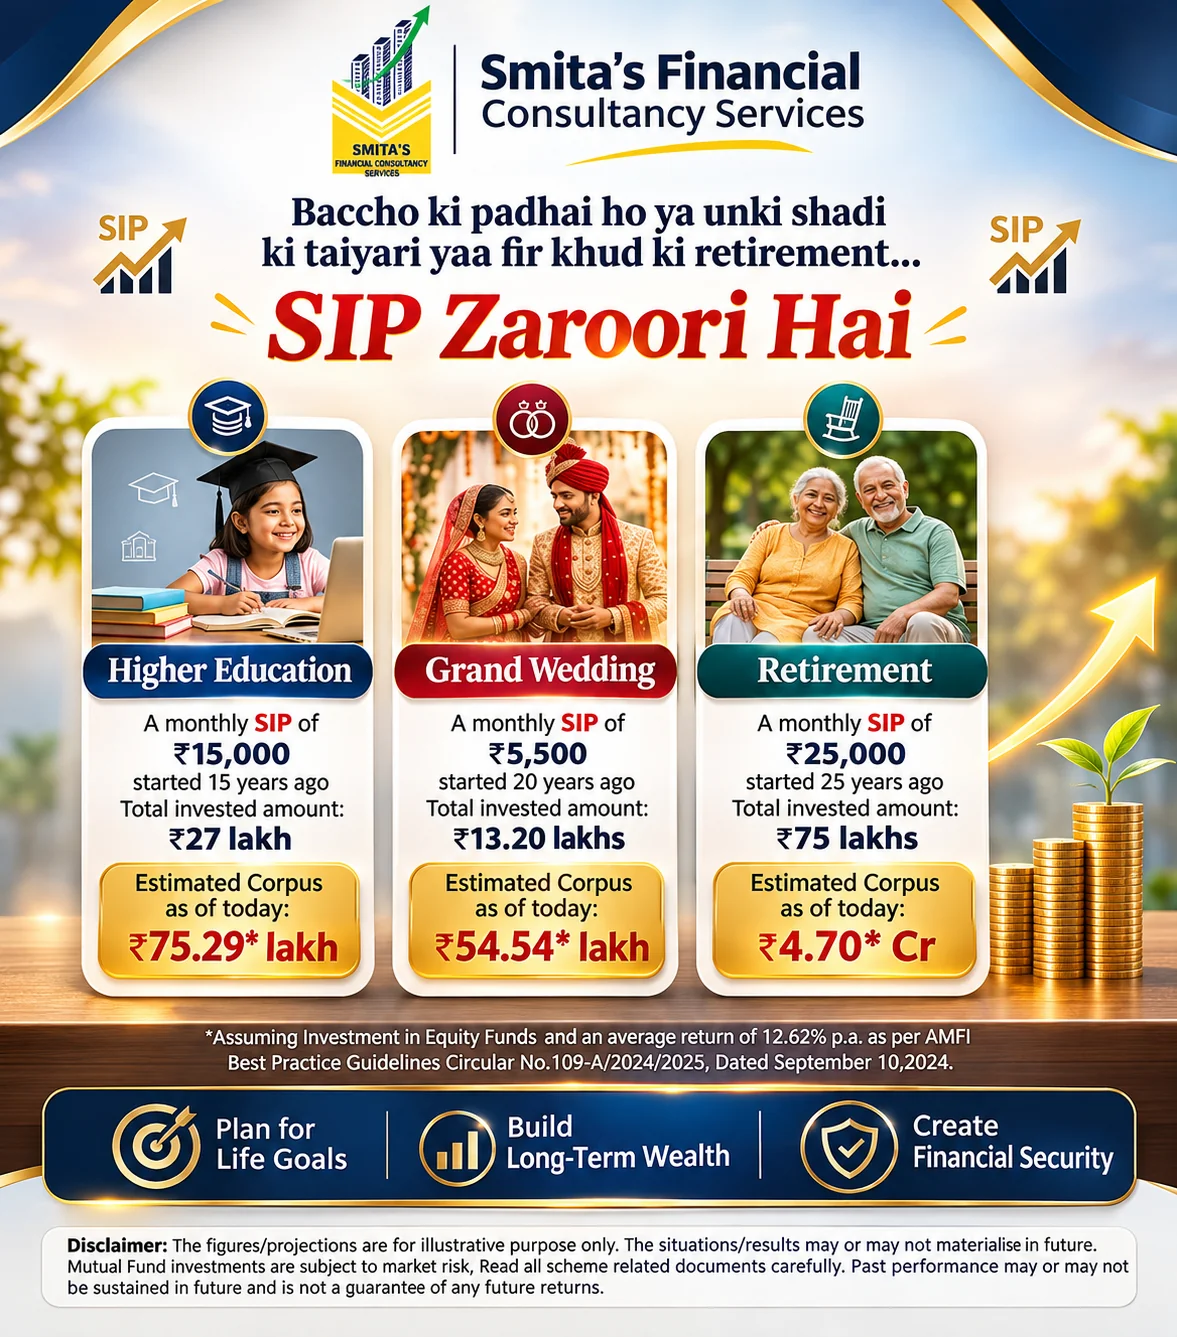 SMITA'S
FINANCIAL CONSULTANCY
SERVICES
Smita's Financial
Consultancy Services
Baccho ki padhai ho ya unki shadi
ki taiyari yaa fir khud ki retirement...
SIP
SIP
SIP Zaroori Hai
Higher Education
A monthly SIP of
₹15,000
started 15 years ago
Total invested amount:
₹27 lakh
Estimated Corpus
as of today:
₹75.29* lakh
Grand Wedding
A monthly SIP of
₹5,500
started 20 years ago
Total invested amount:
₹13.20 lakhs
Estimated Corpus
as of today:
₹54.54* lakh
Retirement
A monthly SIP of
₹25,000
started 25 years ago
Total invested amount:
₹75 lakhs
Estimated Corpus
as of today:
₹4.70* Cr
*Assuming Investment in Equity Funds and an average return of 12.62% p.a. as per AMFI
Best Practice Guidelines Circular No.109-A/2024/2025, Dated September 10,2024.
Plan for
Life Goals
Build
Long-Term Wealth
Create
Financial Security
Disclaimer: The figures/projections are for illustrative purpose only. The situations/results may or may not materialise in future.
Mutual Fund investments are subject to market risk, Read all scheme related documents carefully. Past performance may or may not
be sustained in future and is not a guarantee of any future returns.